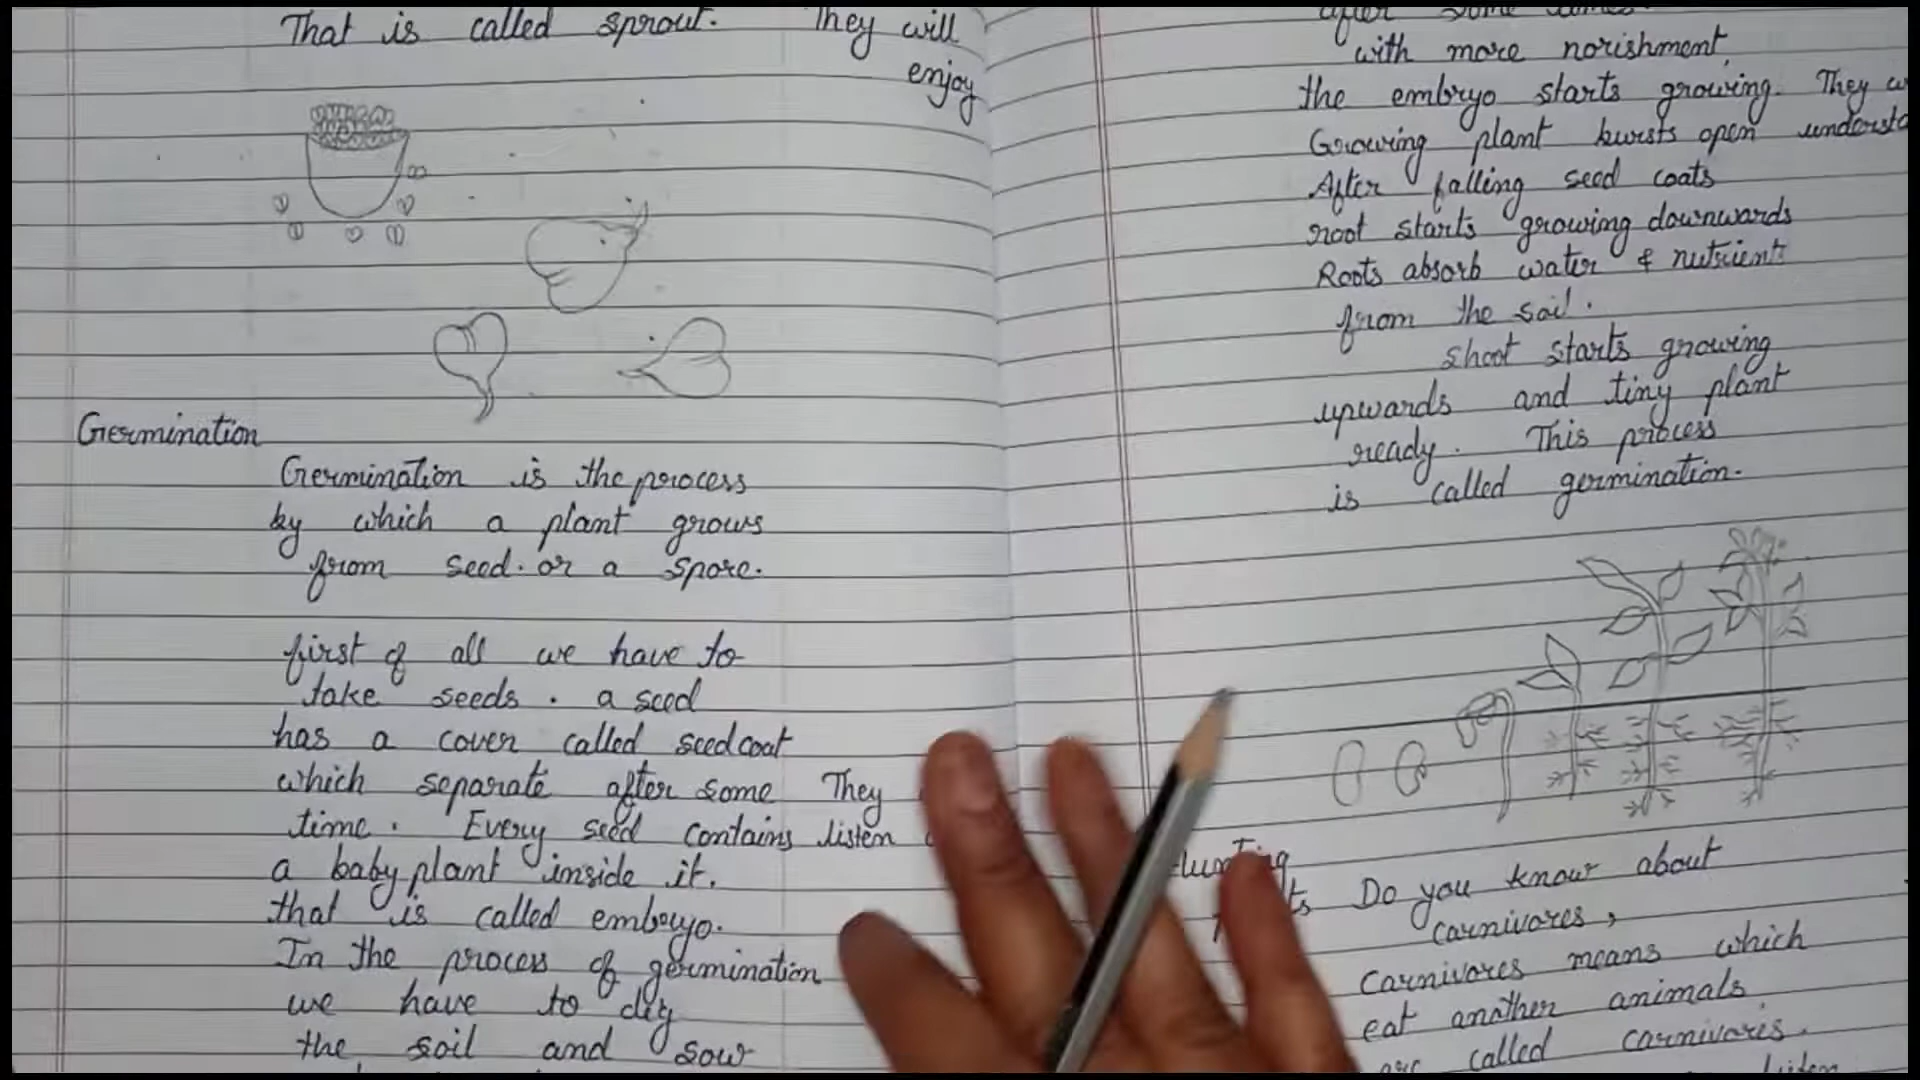 That is called sprout. They will
enjoy
Germination
Germination is the process
by which a plant grows
from seed. or a spore.
first of all we have to
take seeds. a seed
has a cover called seedcoat
which separate after some They
time. Every seed contains listen
a baby plant inside it.
that is called embryo.
In the process of germination
we have to dig
the soil and sow
after some
with more norishment
the embryo starts growing. They
Growing plant bursts open
After falling seed coats
root starts growing downwards
Roots absorb water & nutrient
from the soil.
shoot starts growing
upwards and tiny plant
ready. This process
is called germination.
Do you know about
carnivores,
Carnivores means which
eat another animals
are called carnivores.
listen